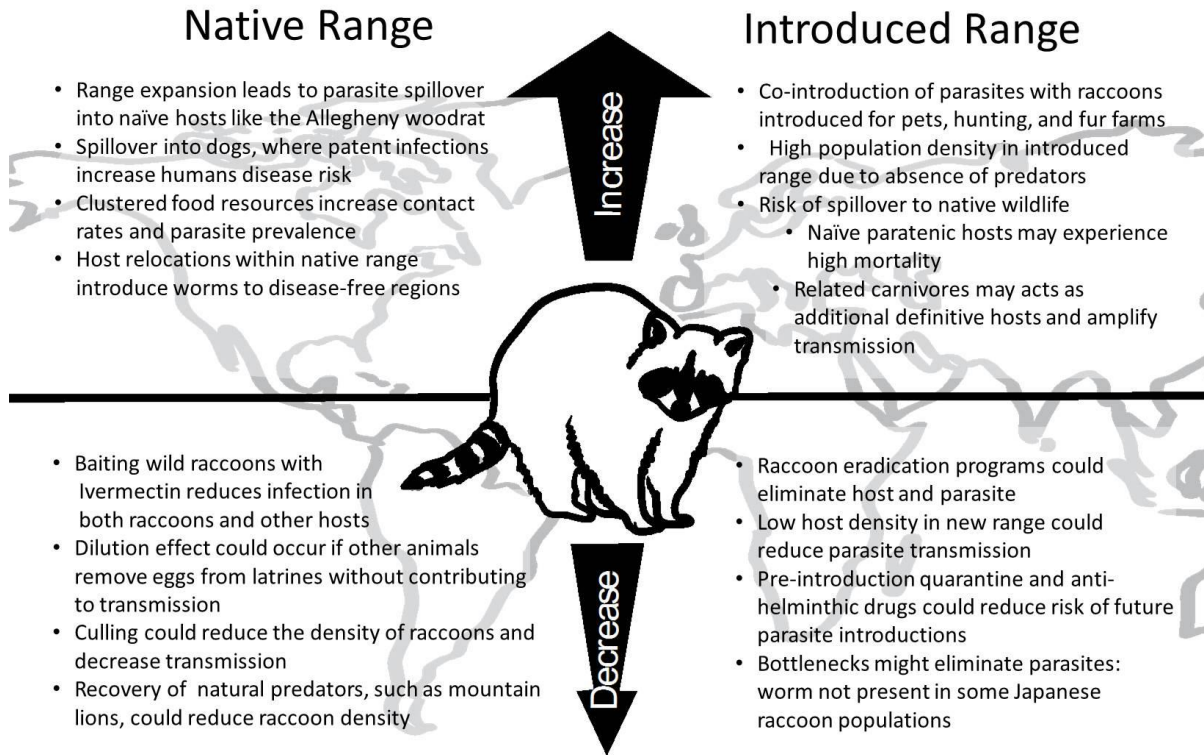 Native Range
• Range expansion leads to parasite spillover
into naïve hosts like the Allegheny woodrat
• Spillover into dogs, where patent infections
increase humans disease risk
• Clustered food resources increase contact
rates and parasite prevalence
• Host relocations within native range
introduce worms to disease-free regions
Increase
Introduced Range
• Co-introduction of parasites with raccoons
introduced for pets, hunting, and fur farms
• High population density in introduced
range due to absence of predators
• Risk of spillover to native wildlife
• Naïve paratenic hosts may experience
high mortality
• Related carnivores may acts as
additional definitive hosts and amplify
transmission
• Baiting wild raccoons with
Ivermectin reduces infection in
both raccoons and other hosts
• Dilution effect could occur if other animals
remove eggs from latrines without contributing
to transmission
• Culling could reduce the density of raccoons and
decrease transmission
• Recovery of natural predators, such as mountain
lions, could reduce raccoon density
Decrease
• Raccoon eradication programs could
eliminate host and parasite
• Low host density in new range could
reduce parasite transmission
• Pre-introduction quarantine and anti-
helminthic drugs could reduce risk of future
parasite introductions
• Bottlenecks might eliminate parasites:
worm not present in some Japanese
raccoon populations